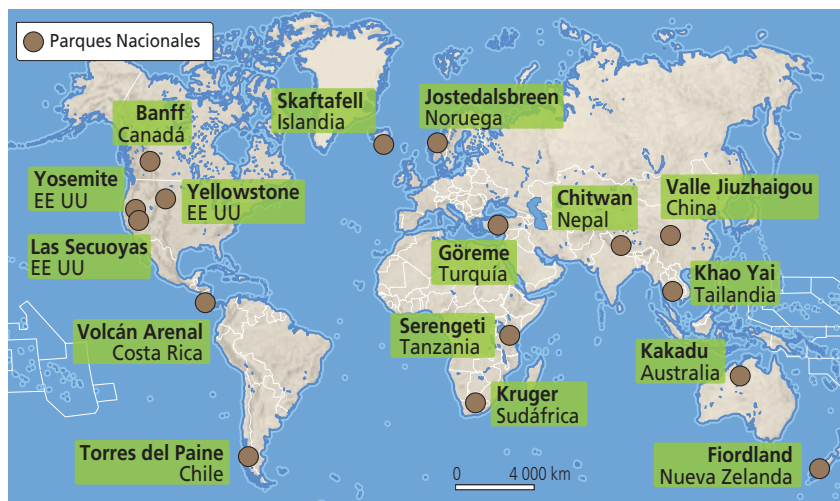 Parques Nacionales
Banff
Canadá
Skaftafell
Islandia
Jostedalsbreen
Noruega
Yosemite
EE UU
Yellowstone
EE UU
Las Secuoyas
EE UU
Chitwan
Nepal
Valle Jiuzhaigou
China
Göreme
Turquía
Khao Yai
Tailandia
Volcán Arenal
Costa Rica
Serengeti
Tanzania
Kakadu
Australia
Kruger
Sudáfrica
Torres del Paine
Chile
Fiordland
Nueva Zelanda
0 4 000 km